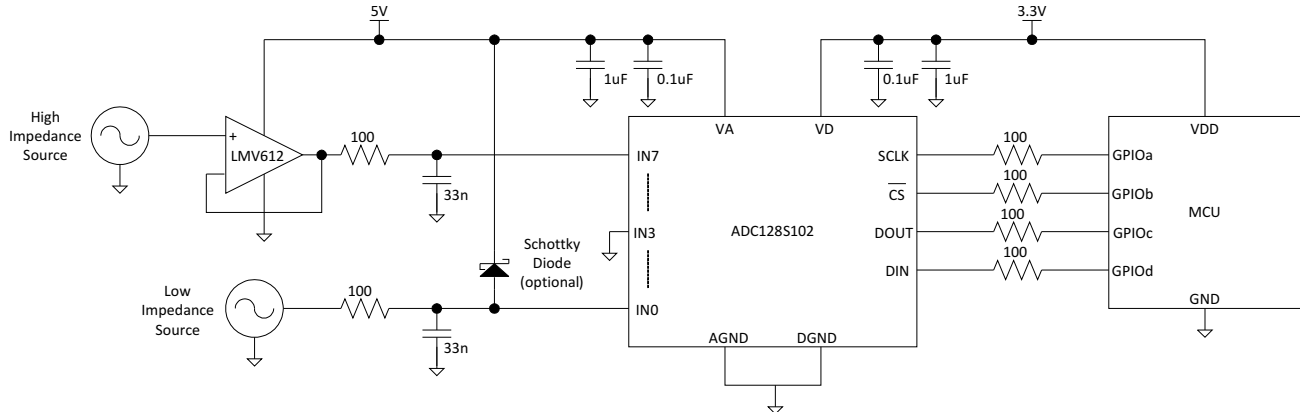 5V
3.3V
1uF
0.1uF
0.1uF
1uF
High
Impedance
Source
+
LMV612
-
100
33n
VA
VD
IN7
IN3
IN0
ADC128S102
SCLK
CS
DOUT
DIN
AGND
DGND
100
100
100
100
VDD
GPIOa
GPIOb
GPIOc
GPIOd
MCU
GND
Schottky
Diode
(optional)
Low
Impedance
Source
100
33n